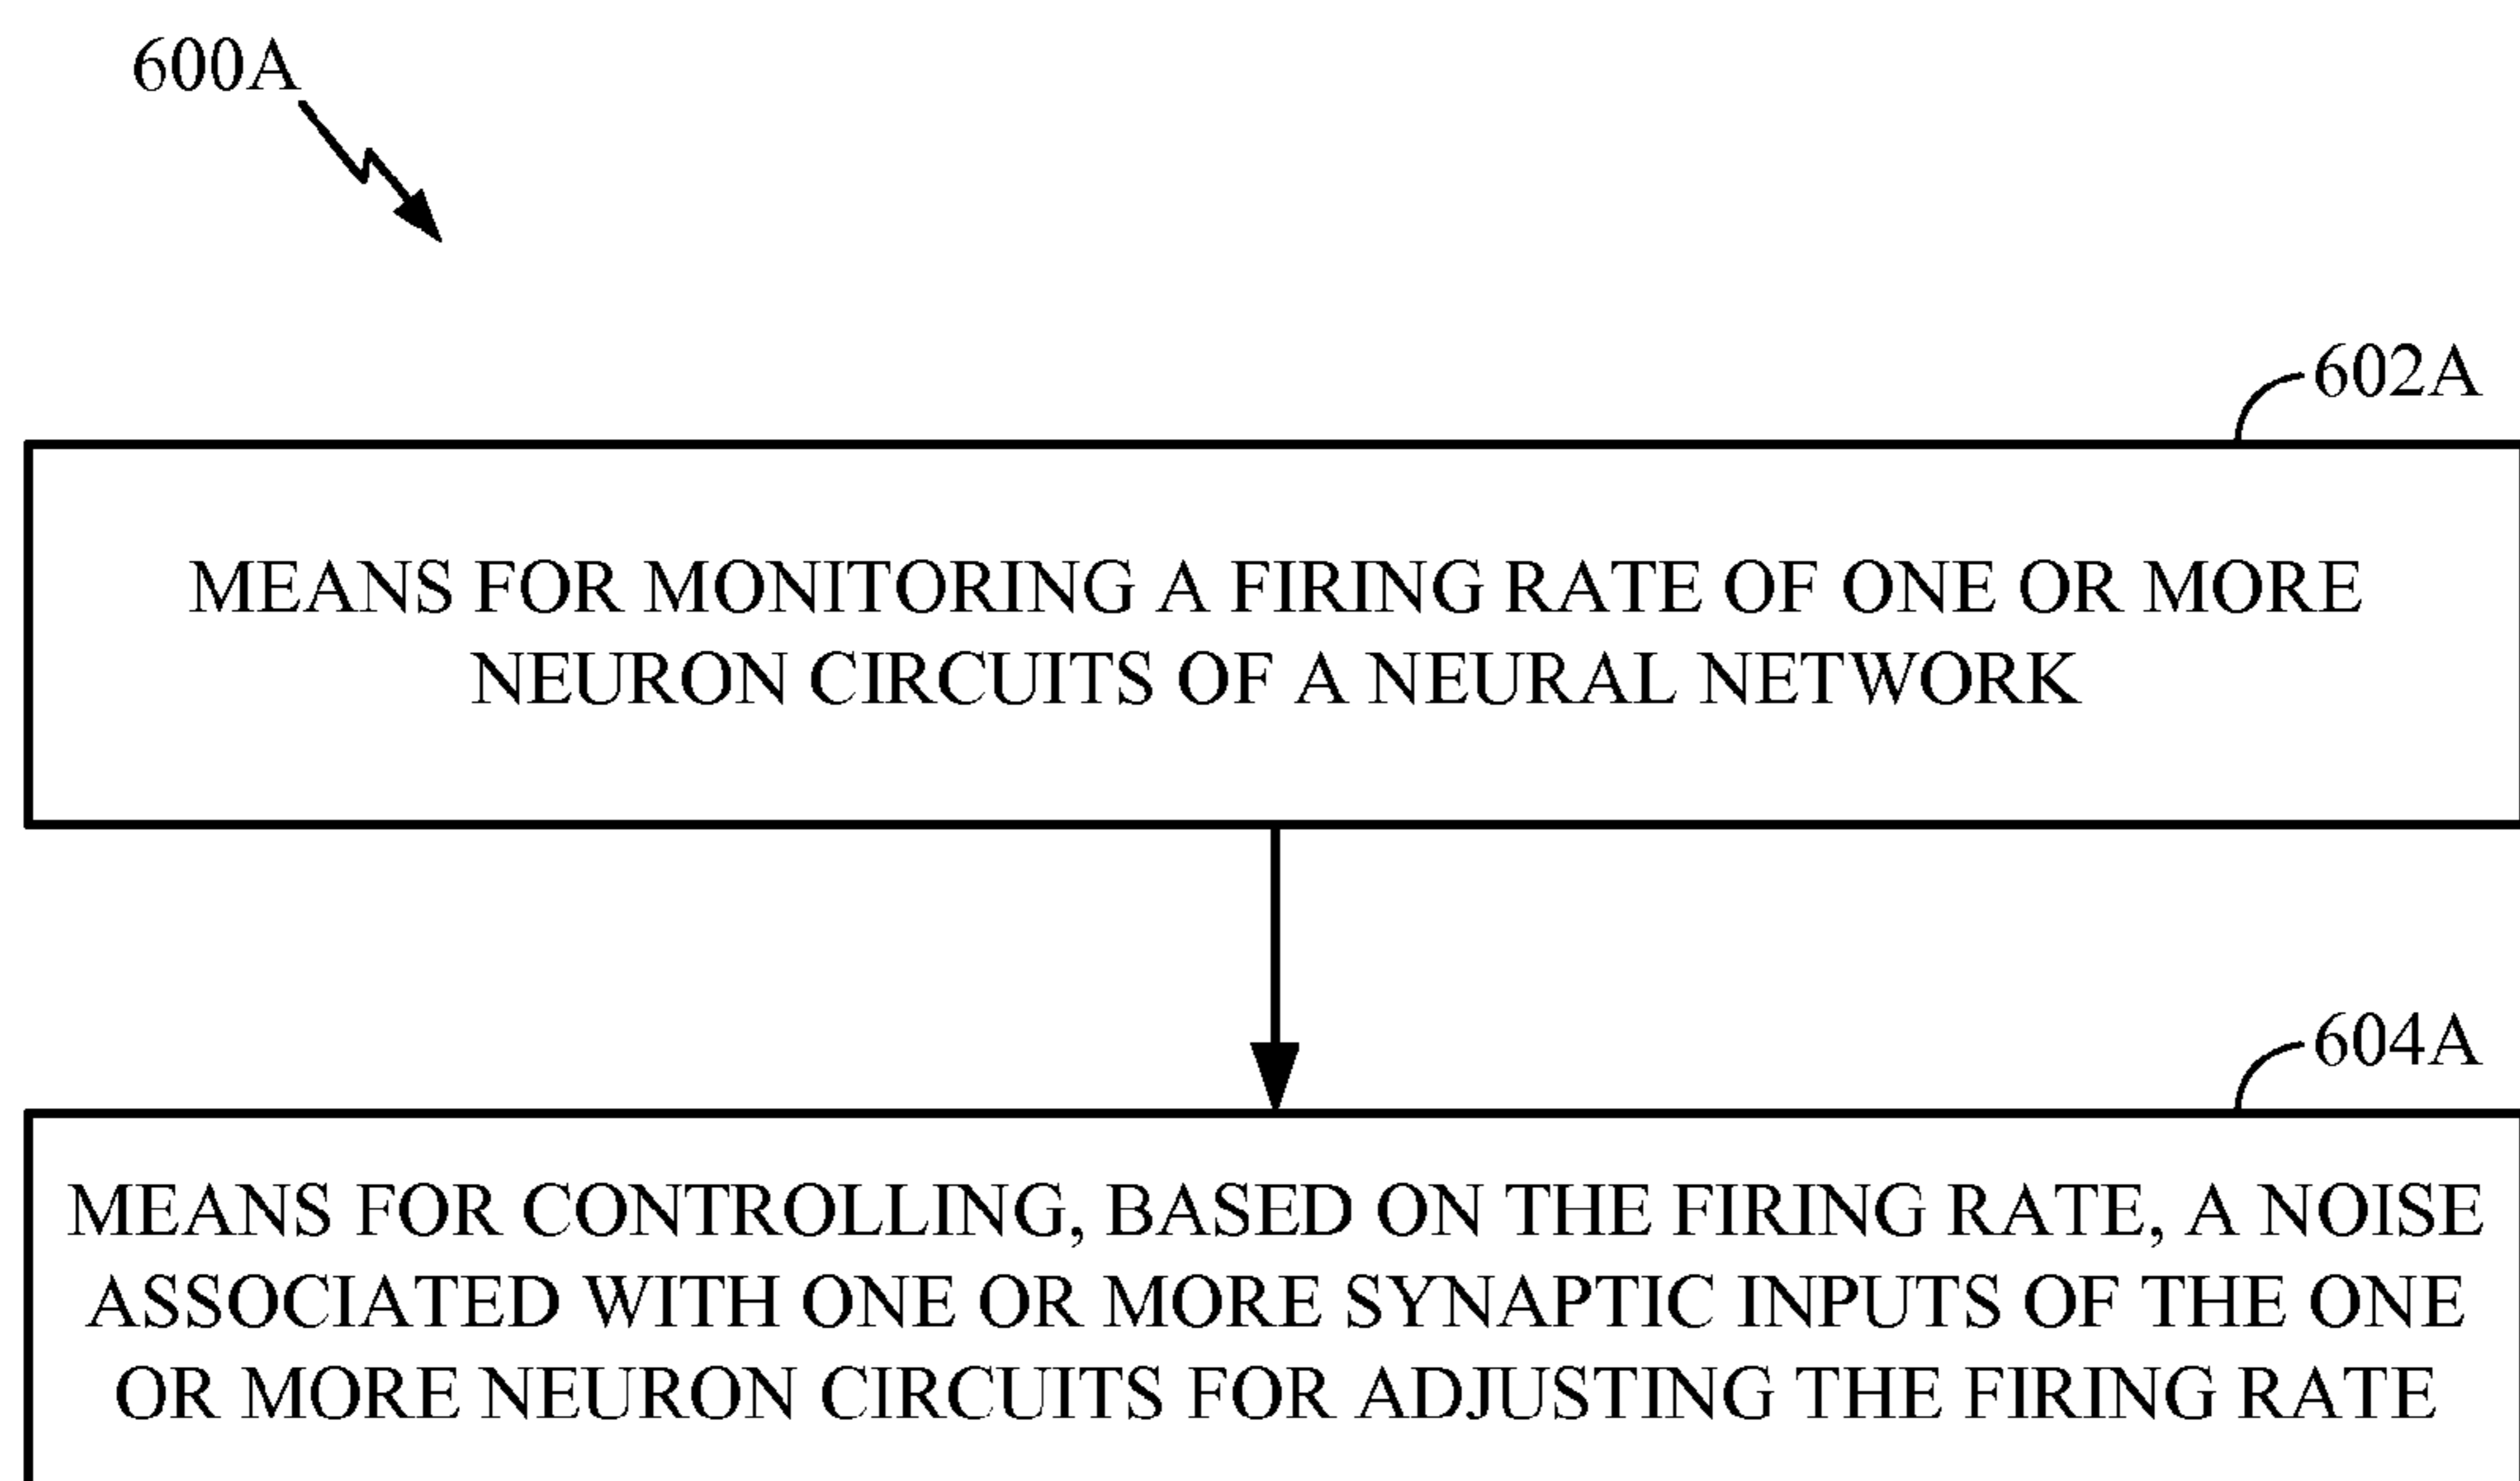 600A
602A
MEANS FOR MONITORING A FIRING RATE OF ONE OR MORE
NEURON CIRCUITS OF A NEURAL NETWORK
604A
MEANS FOR CONTROLLING, BASED ON THE FIRING RATE, A NOISE
ASSOCIATED WITH ONE OR MORE SYNAPTIC INPUTS OF THE ONE
OR MORE NEURON CIRCUITS FOR ADJUSTING THE FIRING RATE